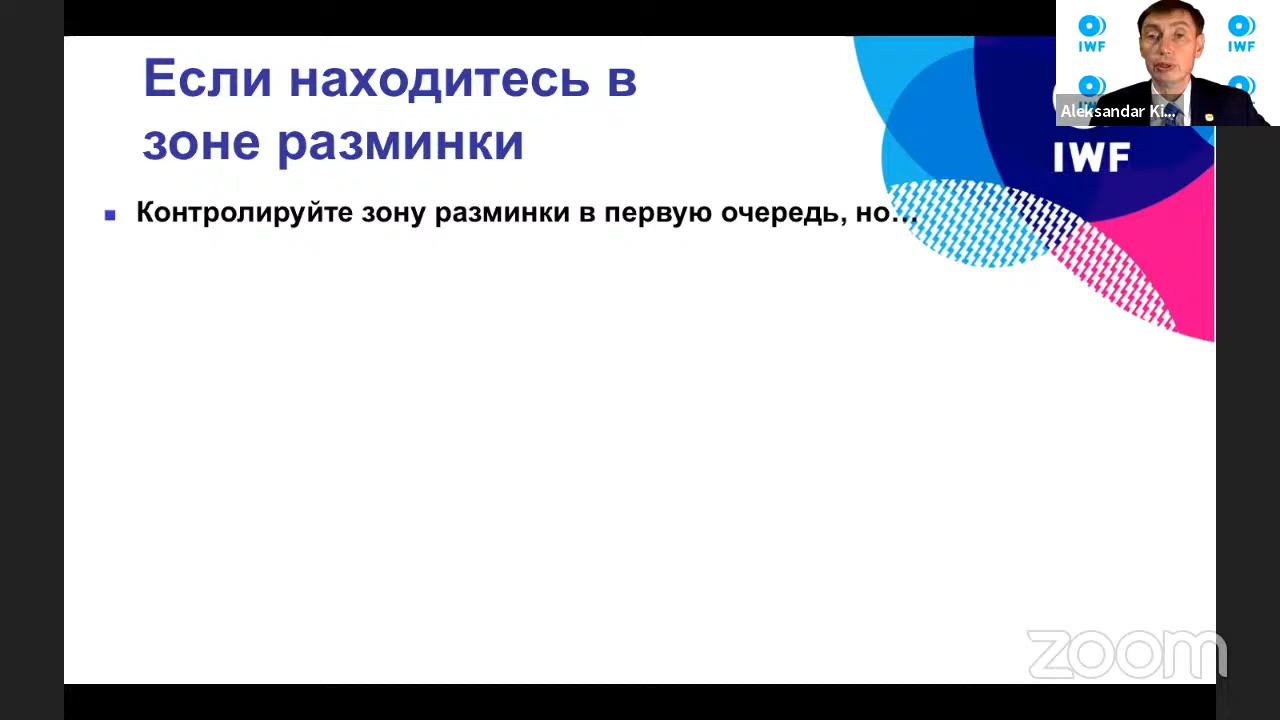 Если находитесь в
зоне разминки
Контролируйте зону разминки в первую очередь, но...
IWF
IWF
IWF
Aleksandar Ki...
zoom